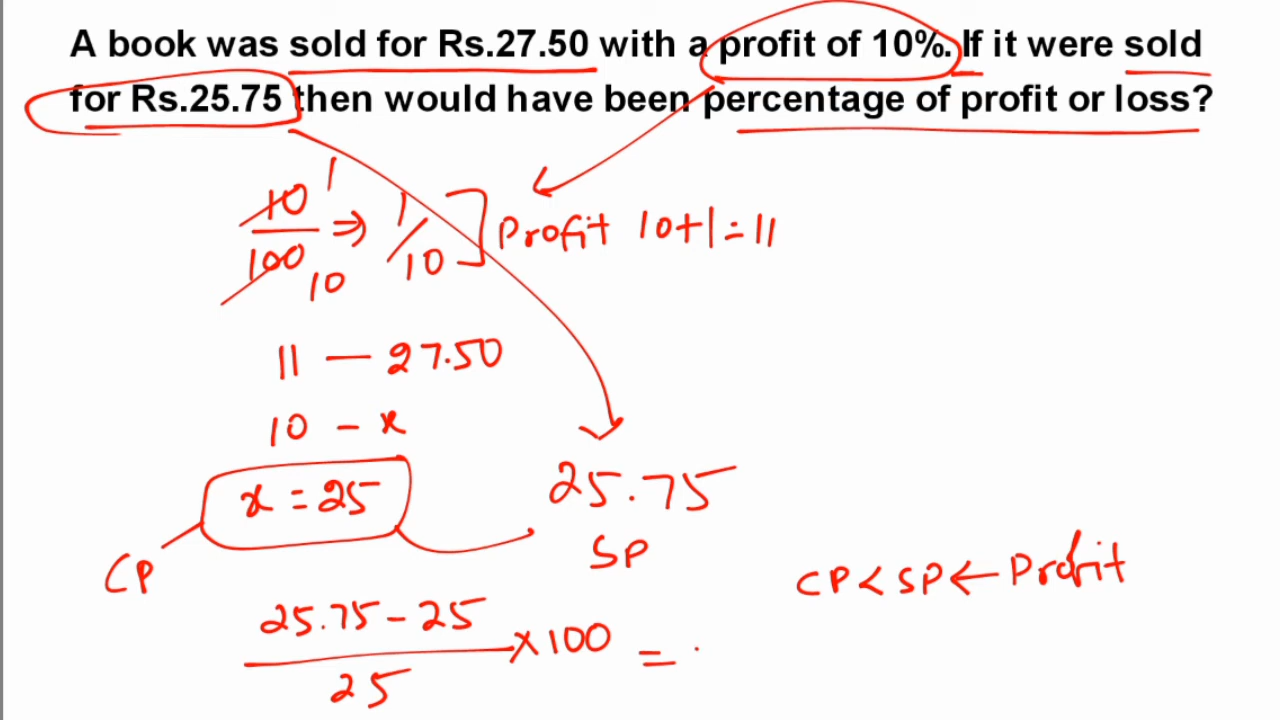 A book was sold for Rs.27.50 with a profit of 10%. If it were sold
for Rs.25.75 then would have been percentage of profit or loss?
10 1
100 10 ⇒ 1/10 ] Profit 10+1=11
11 — 27.50
10 - x
x = 25
25.75
CP
SP
CP < SP ← Profit
25.75 - 25
25
×100 =